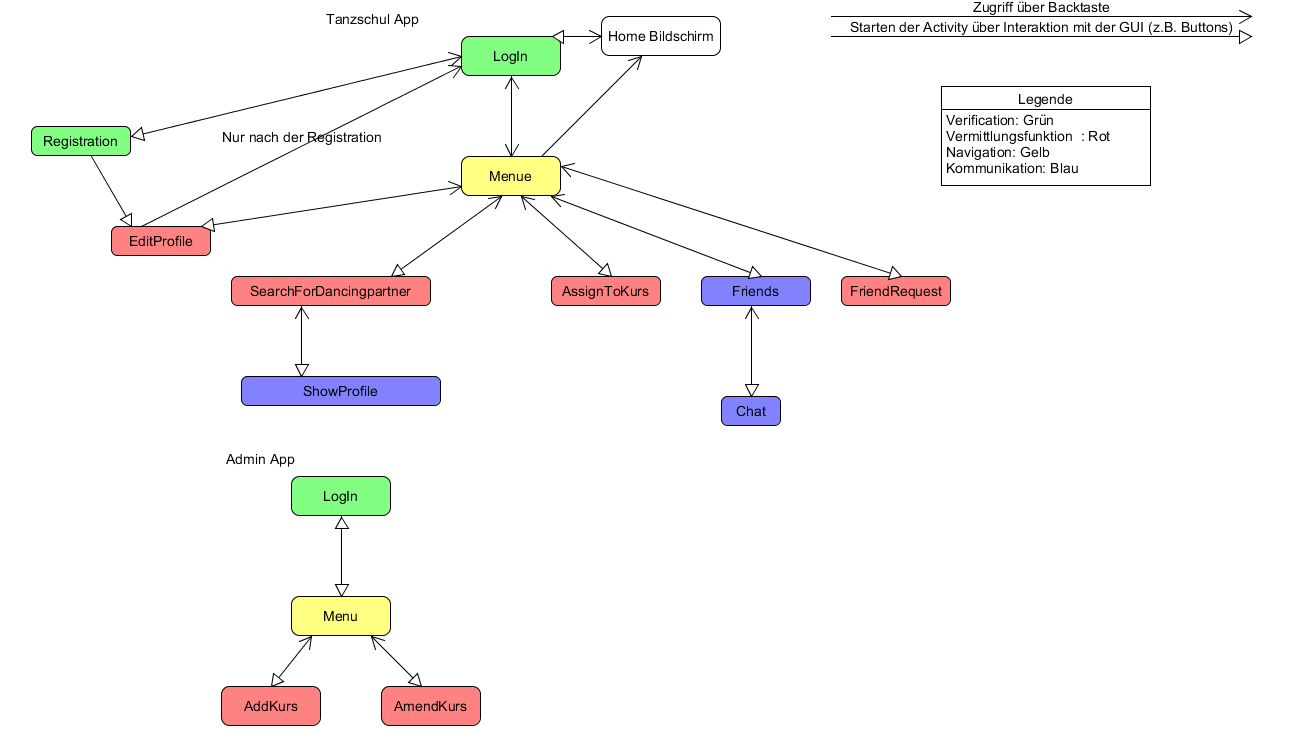 Tanzschul App
Zugriff über Backtaste
Starten der Activity über Interaktion mit der GUI (z.B. Buttons)
Home Bildschirm
LogIn
Legende
Verification: Grün
Vermittlungsfunktion  : Rot
Navigation: Gelb
Kommunikation: Blau
Registration
Nur nach der Registration
Menue
EditProfile
SearchForDancingpartner
AssignToKurs
Friends
FriendRequest
ShowProfile
Chat
Admin App
LogIn
Menu
AddKurs
AmendKurs